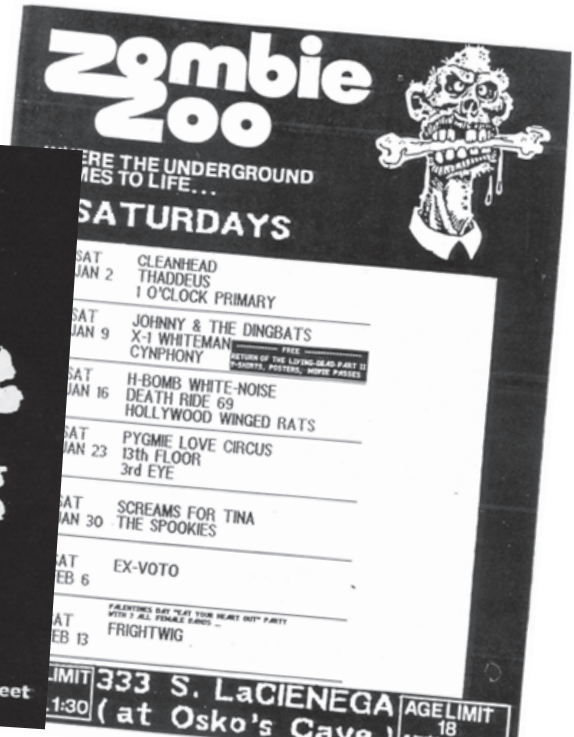 Zombie
Zoo
ERE THE UNDERGROUND
MES TO LIFE...
SATURDAYS
SAT JAN 2 CLEANHEAD
THADDEUS
1 O'CLOCK PRIMARY
SAT JAN 9 JOHNNY & THE DINGBATS
X-1 WHITEMAN
CYNPHONY
FREE
RETURN OF THE LIVING-DEAD PART II
T-SHIRTS, POSTERS, MOVIE PASSES
SAT JAN 16 H-BOMB WHITE-NOISE
DEATH RIDE 69
HOLLYWOOD WINGED RATS
SAT JAN 23 PYGMIE LOVE CIRCUS
13th FLOOR
3rd EYE
SAT JAN 30 SCREAMS FOR TINA
THE SPOOKIES
SAT FEB 6 EX-VOTO
VALENTINES DAY "EAT YOUR HEART OUT" PARTY
WITH 3 ALL FEMALE BANDS —
SAT FEB 13 FRIGHTWIG
LIMIT
1:30
333 S. LaCIENEGA
(at Osko's Cave)
AGE LIMIT
18
eet